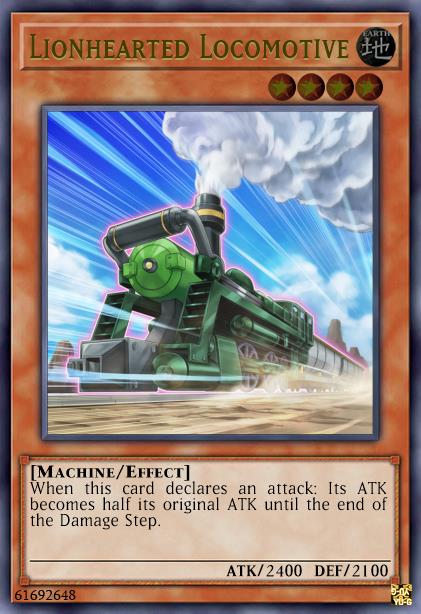 Lionhearted Locomotive
EARTH
地
[Machine/Effect]
When this card declares an attack: Its ATK
becomes half its original ATK until the end of
the Damage Step.
ATK/2400 DEF/2100
61692648